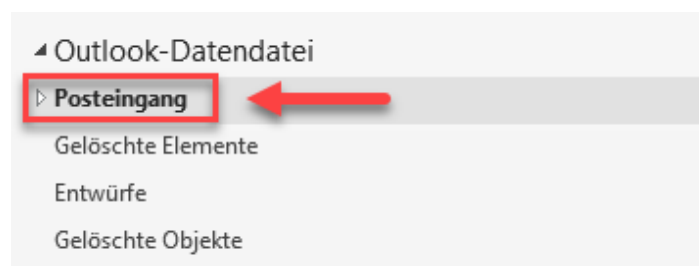 Outlook-Datendatei
Posteingang
Gelöschte Elemente
Entwürfe
Gelöschte Objekte